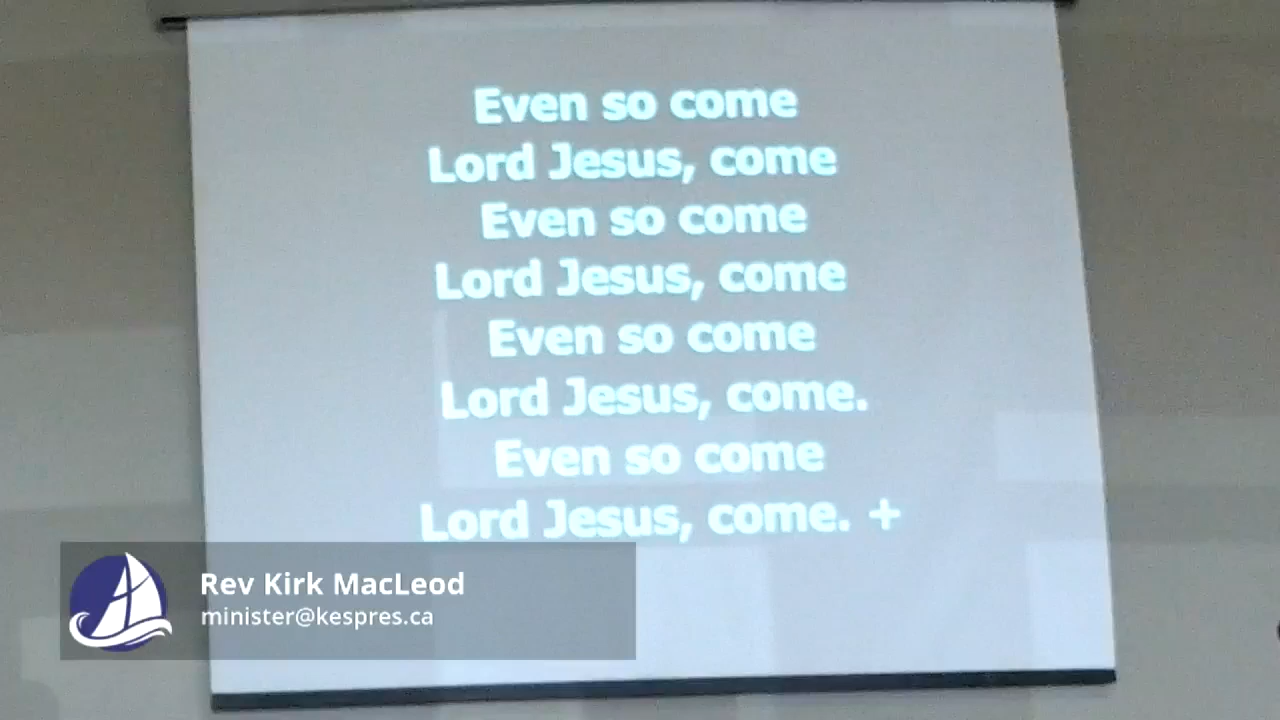 Even so come
Lord Jesus, come
Even so come
Lord Jesus, come
Even so come
Lord Jesus, come.
Even so come
Lord Jesus, come. +
Rev Kirk MacLeod
minister@kespres.ca